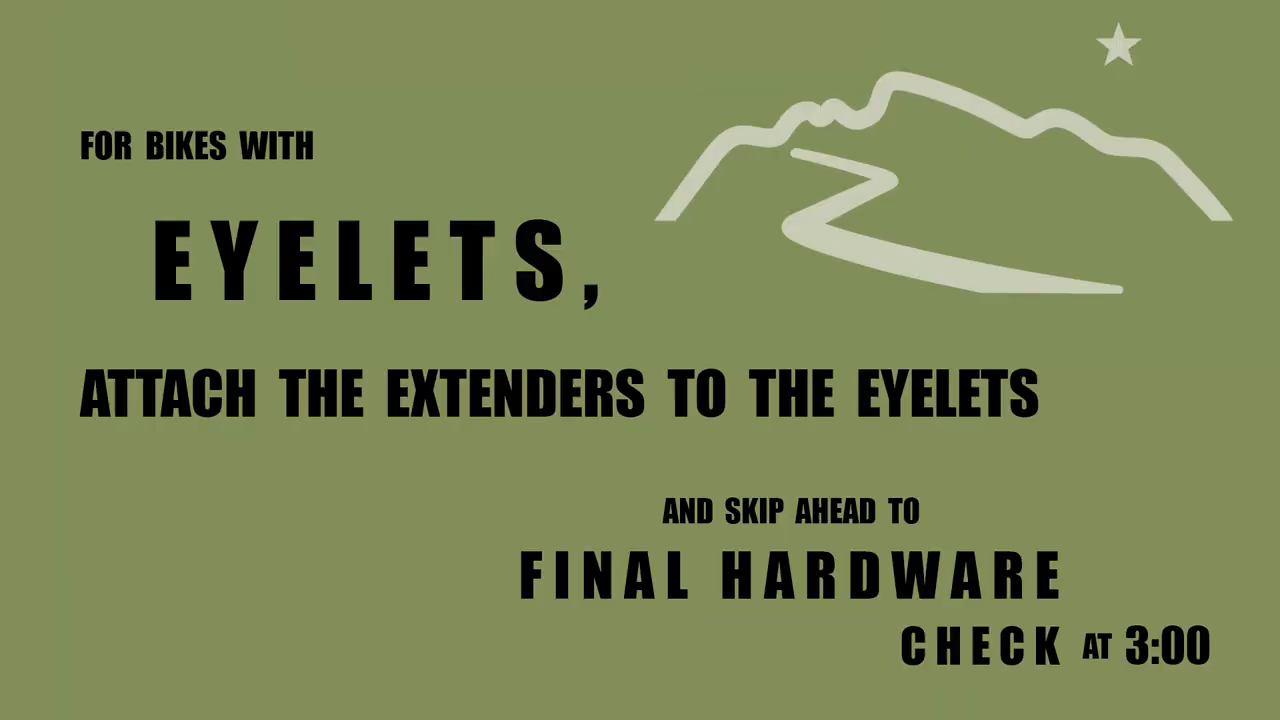 FOR BIKES WITH
EYELETS,
ATTACH THE EXTENDERS TO THE EYELETS
AND SKIP AHEAD TO
FINAL HARDWARE
CHECK AT 3:00